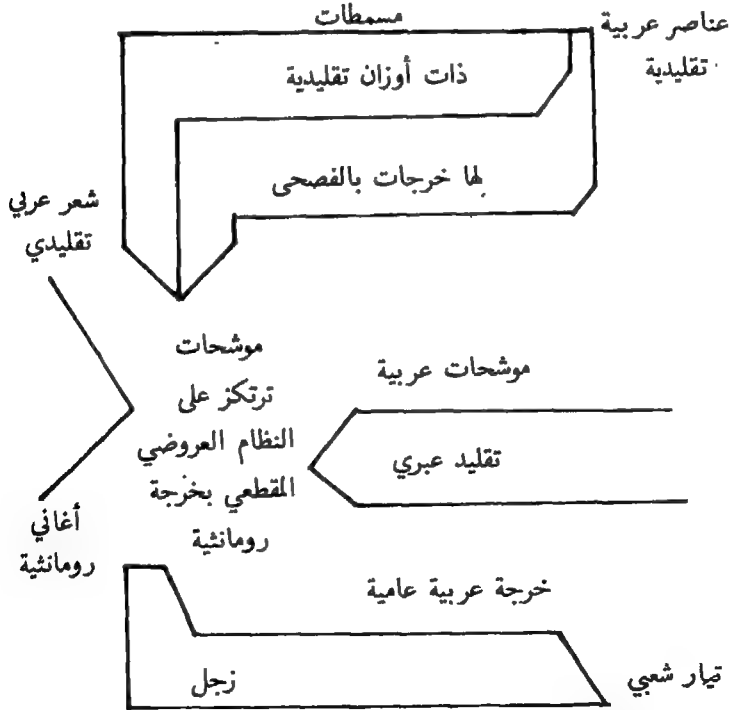 مسمطات
عناصر عربية
تقليدية
ذات أوزان تقليدية
لها خرجات بالفصحى
شعر عربي
تقليدي
موشحات
ترتكز على
النظام العروضي
المقطعي بخرجة
رومانثية
موشحات عربية
تقليد عبري
أغاني
رومانثية
خرجة عربية عامية
زجل
تيار شعبي